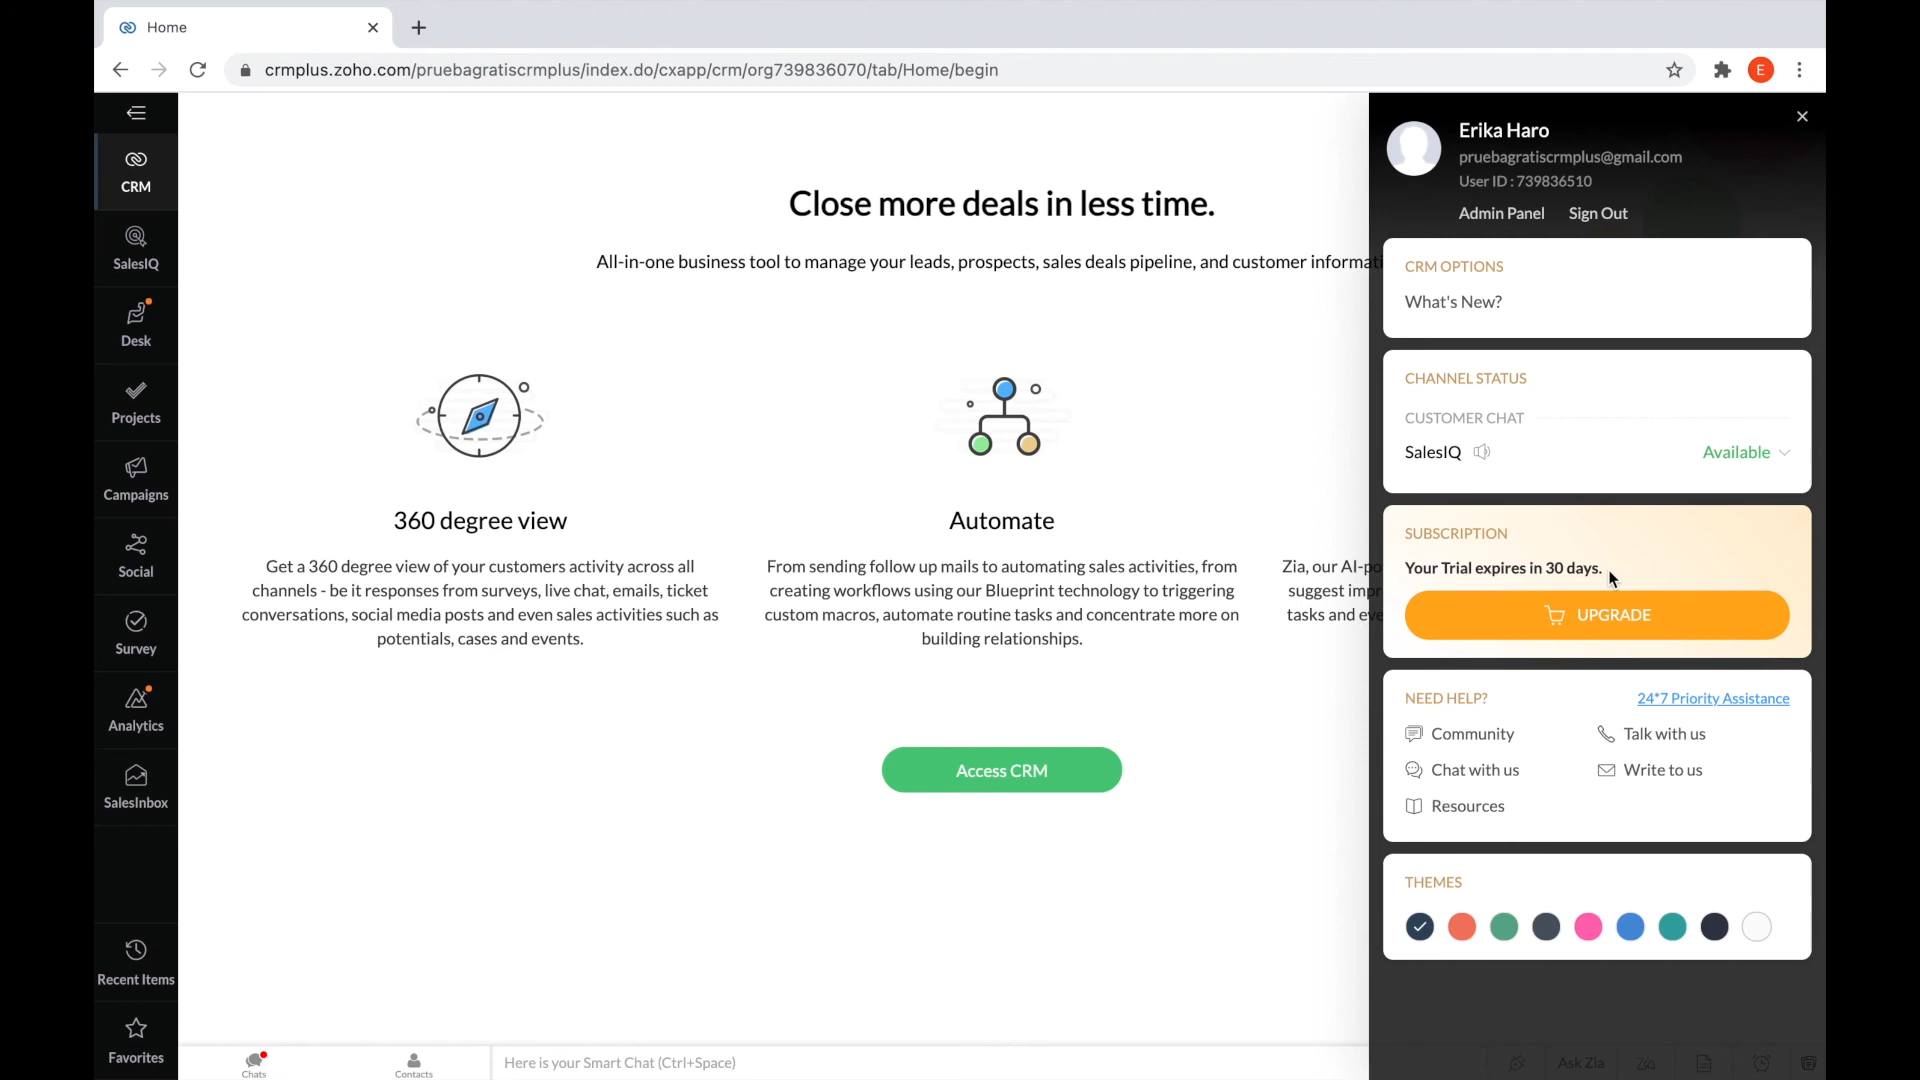 Home
crmplus.zoho.com/pruebagratiscrmplus/index.do/cxapp/crm/org739836070/tab/Home/begin
E
CRM
SalesIQ
Desk
Projects
Campaigns
Social
Survey
Analytics
SalesInbox
Recent Items
Favorites
Close more deals in less time.
All-in-one business tool to manage your leads, prospects, sales deals pipeline, and customer informati
360 degree view
Get a 360 degree view of your customers activity across all
channels - be it responses from surveys, live chat, emails, ticket
conversations, social media posts and even sales activities such as
potentials, cases and events.
Automate
From sending follow up mails to automating sales activities, from
creating workflows using our Blueprint technology to triggering
custom macros, automate routine tasks and concentrate more on
building relationships.
Zia, our AI-po
suggest impr
tasks and eve
Access CRM
Erika Haro
pruebagratiscrmplus@gmail.com
User ID : 739836510
Admin Panel Sign Out
CRM OPTIONS
What's New?
CHANNEL STATUS
CUSTOMER CHAT
SalesIQ Available
SUBSCRIPTION
Your Trial expires in 30 days.
UPGRADE
NEED HELP? 24*7 Priority Assistance
Community Talk with us
Chat with us Write to us
Resources
THEMES
Chats Contacts Here is your Smart Chat (Ctrl+Space) Ask Zia